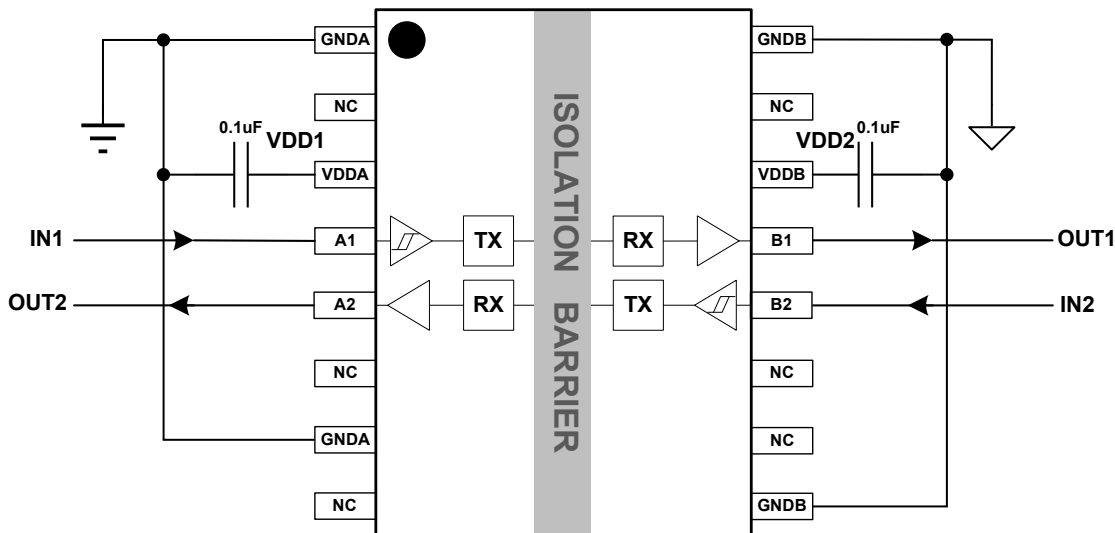 GNDA
GNDB
NC
NC
0.1uF
VDD1
VDD2
0.1uF
VDDA
VDDB
IN1
A1
TX
RX
B1
OUT1
OUT2
A2
RX
TX
B2
IN2
ISOLATION BARRIER
NC
NC
GNDA
NC
NC
GNDB